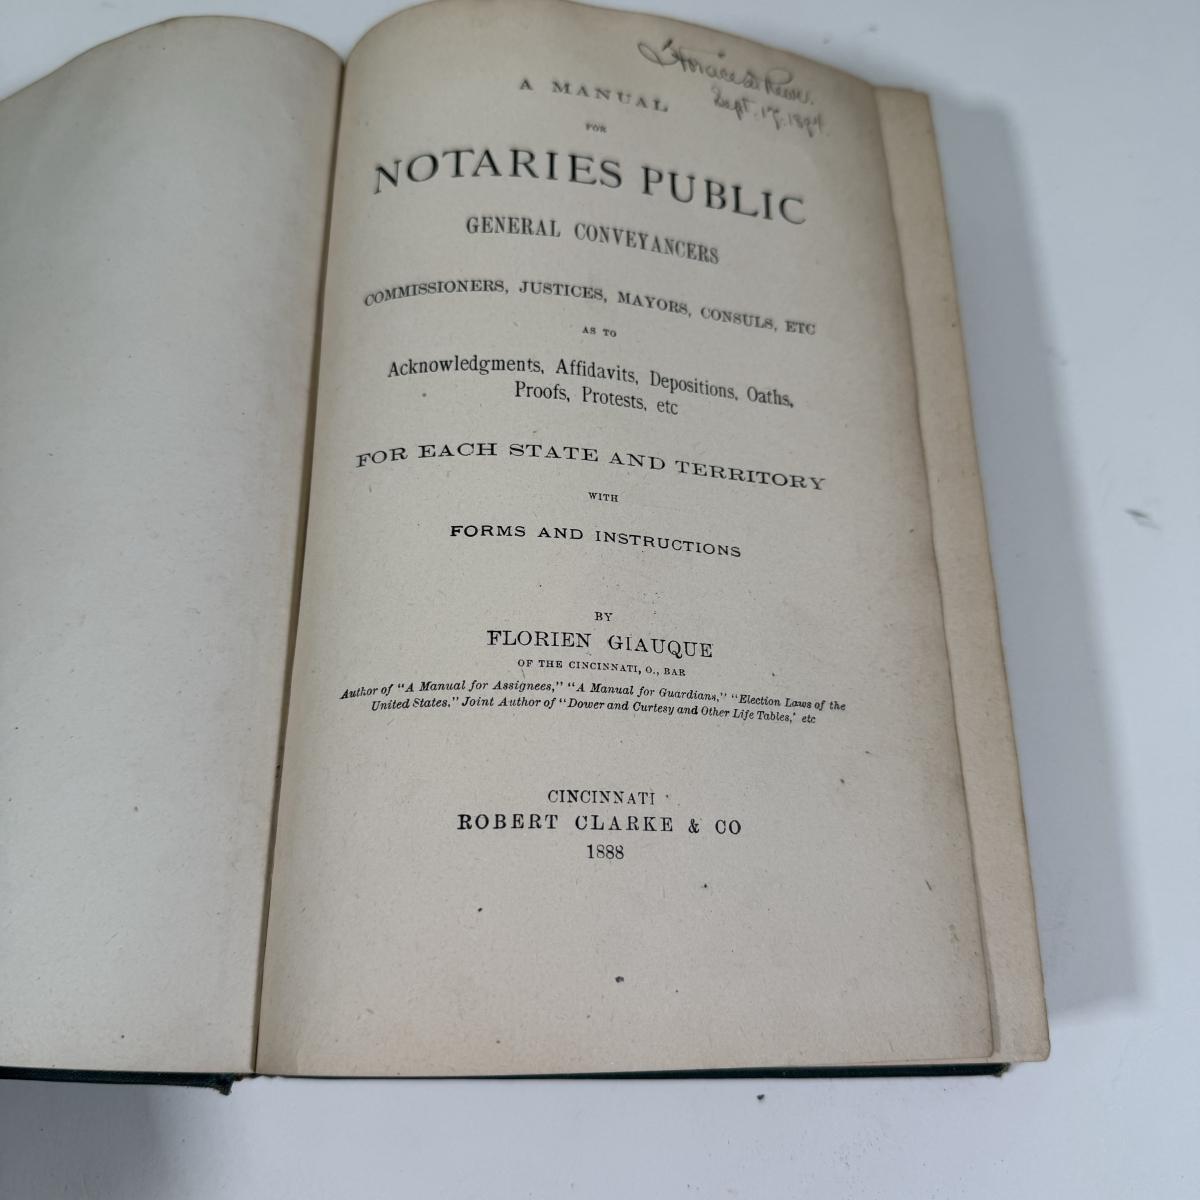 Sept. 17. 1894.
A MANUAL
FOR
NOTARIES PUBLIC
GENERAL CONVEYANCERS
COMMISSIONERS, JUSTICES, MAYORS, CONSULS, ETC
AS TO
Acknowledgments, Affidavits, Depositions, Oaths,
Proofs, Protests, etc
FOR EACH STATE AND TERRITORY
WITH
FORMS AND INSTRUCTIONS
BY
FLORIEN GIAUQUE
OF THE CINCINNATI, O., BAR
Author of "A Manual for Assignees," "A Manual for Guardians," "Election Laws of the
United States," Joint Author of "Dower and Curtesy and Other Life Tables,' etc
CINCINNATI
ROBERT CLARKE & CO
1888